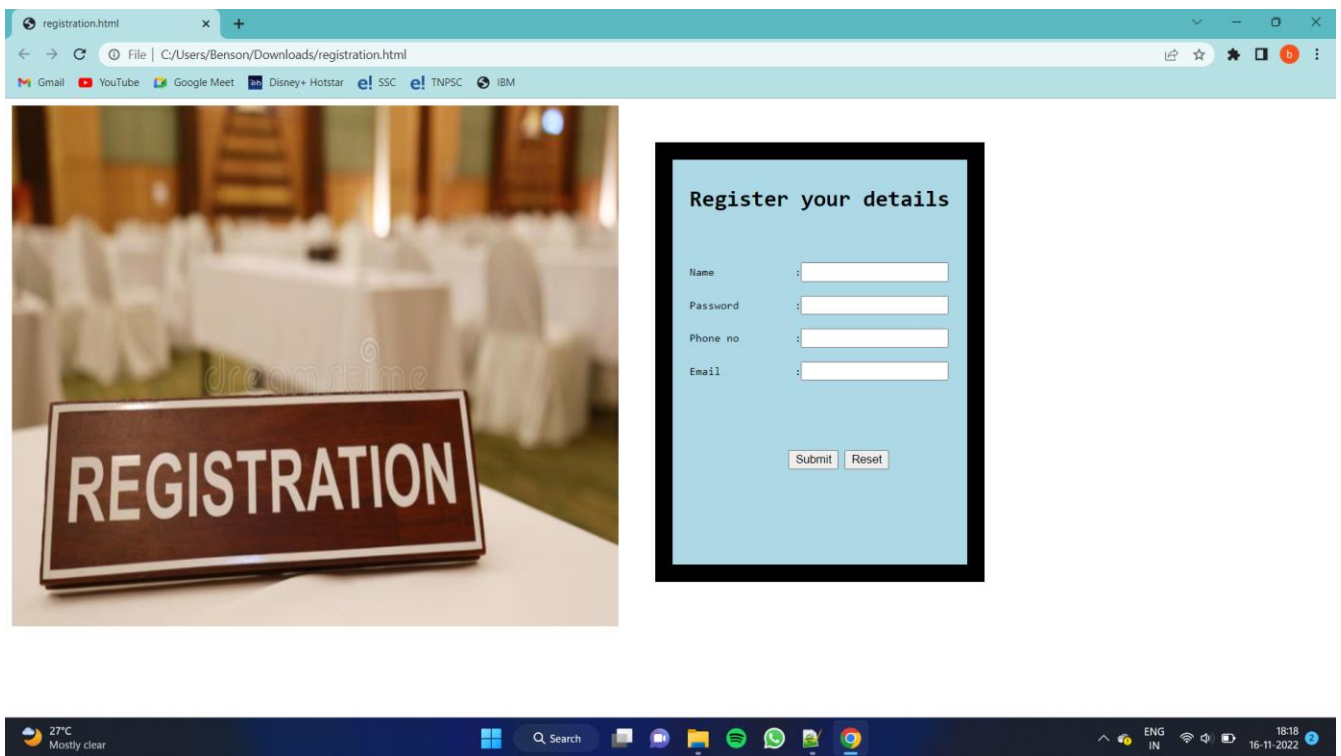 registration.html
File | C:/Users/Benson/Downloads/registration.html
b
Gmail YouTube Google Meet Disney+ Hotstar e! SSC e! TNPSC IBM
Register your details
Name :
Password :
Phone no :
Email :
dreamstime
REGISTRATION
Submit Reset
27°C
Mostly clear
Search
ENG
IN
18:18
16-11-2022
2